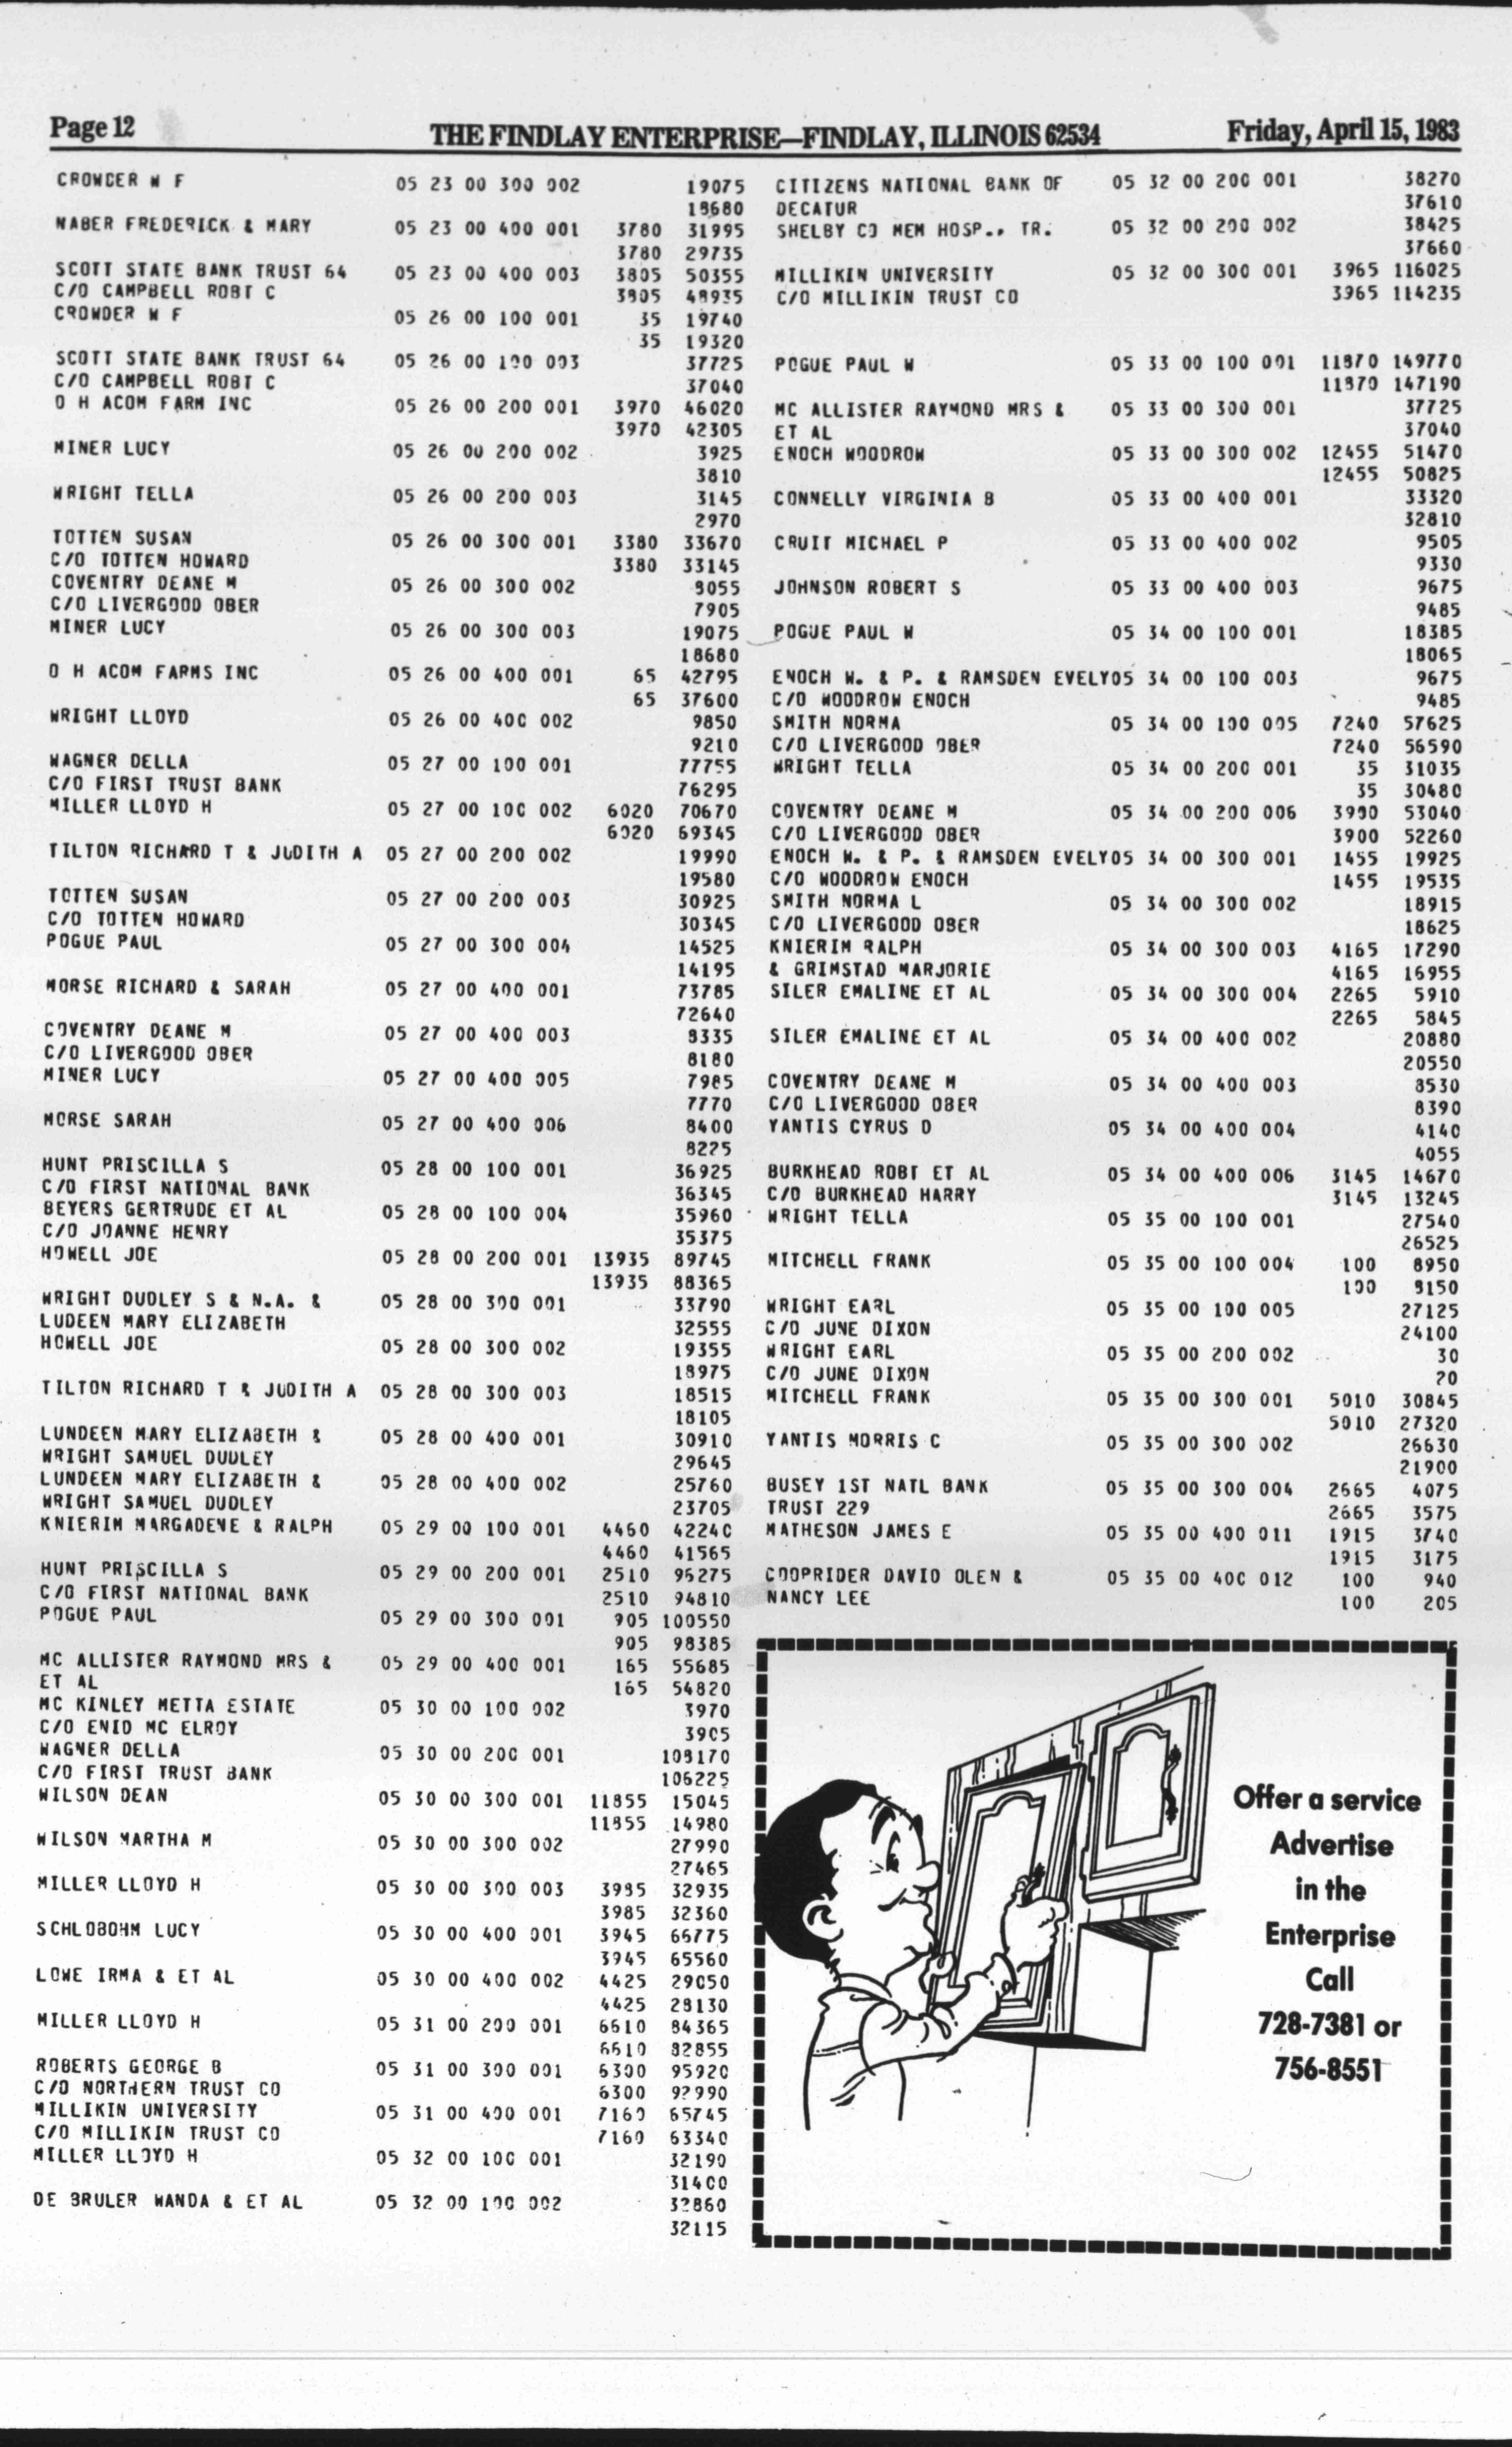 Page 12
THE FINDLAY ENTERPRISE—FINDLAY, ILLINOIS 62534
Friday, April 15, 1983
CROWDER W F 05 23 00 300 002 19075
18680
NABER FREDERICK & MARY 05 23 00 400 001 3780 31995
3780 29735
SCOTT STATE BANK TRUST 64 05 23 00 400 003 3805 50355
C/O CAMPBELL ROBT C 3805 48935
CROWDER W F 05 26 00 100 001 35 19740
35 19320
SCOTT STATE BANK TRUST 64 05 26 00 100 003 37725
C/O CAMPBELL ROBT C 37040
O H ACOM FARM INC 05 26 00 200 001 3970 46020
3970 42305
MINER LUCY 05 26 00 200 002 3925
3810
WRIGHT TELLA 05 26 00 200 003 3145
2970
TOTTEN SUSAN 05 26 00 300 001 3380 33670
C/O TOTTEN HOWARD 3380 33145
COVENTRY DEANE M 05 26 00 300 002 8055
C/O LIVERGOOD OBER 7905
MINER LUCY 05 26 00 300 003 19075
18680
O H ACOM FARMS INC 05 26 00 400 001 65 42795
65 37600
WRIGHT LLOYD 05 26 00 400 002 9850
9210
WAGNER DELLA 05 27 00 100 001 77755
C/O FIRST TRUST BANK 76295
MILLER LLOYD H 05 27 00 100 002 6020 70670
6020 69345
TILTON RICHARD T & JUDITH A 05 27 00 200 002 19990
19580
TOTTEN SUSAN 05 27 00 200 003 30925
C/O TOTTEN HOWARD 30345
POGUE PAUL 05 27 00 300 004 14525
14195
MORSE RICHARD & SARAH 05 27 00 400 001 73785
72640
COVENTRY DEANE M 05 27 00 400 003 8335
C/O LIVERGOOD OBER 8180
MINER LUCY 05 27 00 400 005 7985
7770
MORSE SARAH 05 27 00 400 006 8400
8225
HUNT PRISCILLA S 05 28 00 100 001 36925
C/O FIRST NATIONAL BANK 36345
BEYERS GERTRUDE ET AL 05 28 00 100 004 35960
C/O JOANNE HENRY 35375
HOWELL JOE 05 28 00 200 001 13935 89745
13935 88365
WRIGHT DUDLEY S & N.A. & 05 28 00 300 001 33790
LUDEEN MARY ELIZABETH 32555
HOWELL JOE 05 28 00 300 002 19355
18975
TILTON RICHARD T & JUDITH A 05 28 00 300 003 18515
18105
LUNDEEN MARY ELIZABETH & 05 28 00 400 001 30910
WRIGHT SAMUEL DUDLEY 29645
LUNDEEN MARY ELIZABETH & 05 28 00 400 002 25760
WRIGHT SAMUEL DUDLEY 23705
KNIERIM MARGADENE & RALPH 05 29 00 100 001 4460 42240
4460 41565
HUNT PRISCILLA S 05 29 00 200 001 2510 96275
C/O FIRST NATIONAL BANK 2510 94810
POGUE PAUL 05 29 00 300 001 905 100550
905 98385
MC ALLISTER RAYMOND MRS & 05 29 00 400 001 165 55685
ET AL 165 54820
MC KINLEY METTA ESTATE 05 30 00 100 002 3970
C/O ENID MC ELROY 3905
WAGNER DELLA 05 30 00 200 001 108170
C/O FIRST TRUST BANK 106225
WILSON DEAN 05 30 00 300 001 11855 15045
11855 14980
WILSON MARTHA M 05 30 00 300 002 27990
27465
MILLER LLOYD H 05 30 00 300 003 3985 32935
3985 32360
SCHLOBOHM LUCY 05 30 00 400 001 3945 66775
3945 65560
LOWE IRMA & ET AL 05 30 00 400 002 4425 29050
4425 28130
MILLER LLOYD H 05 31 00 200 001 6610 84365
6610 82855
ROBERTS GEORGE B 05 31 00 300 001 6300 95920
C/O NORTHERN TRUST CO 6300 92990
MILLIKIN UNIVERSITY 05 31 00 400 001 7160 65745
C/O MILLIKIN TRUST CO 7160 63340
MILLER LLOYD H 05 32 00 100 001 32190
31400
DE BRULER WANDA & ET AL 05 32 00 100 002 32860
32115
CITIZENS NATIONAL BANK OF 05 32 00 200 001 38270
DECATUR 37610
SHELBY CO MEM HOSP., TR. 05 32 00 200 002 38425
37660
MILLIKIN UNIVERSITY 05 32 00 300 001 3965 116025
C/O MILLIKIN TRUST CO 3965 114235
POGUE PAUL W 05 33 00 100 001 11870 149770
11870 147190
MC ALLISTER RAYMOND MRS & 05 33 00 300 001 37725
ET AL 37040
ENOCH WOODROW 05 33 00 300 002 12455 51470
12455 50825
CONNELLY VIRGINIA B 05 33 00 400 001 33320
32810
CRUIT MICHAEL P 05 33 00 400 002 9505
9330
JOHNSON ROBERT S 05 33 00 400 003 9675
9485
POGUE PAUL W 05 34 00 100 001 18385
18065
ENOCH W. & P. & RAMSDEN EVELY05 34 00 100 003 9675
C/O WOODROW ENOCH 9485
SMITH NORMA 05 34 00 100 005 7240 57625
C/O LIVERGOOD OBER 7240 56590
WRIGHT TELLA 05 34 00 200 001 35 31035
35 30480
COVENTRY DEANE M 05 34 00 200 006 3900 53040
C/O LIVERGOOD OBER 3900 52260
ENOCH W. & P. & RAMSDEN EVELY05 34 00 300 001 1455 19925
C/O WOODROW ENOCH 1455 19535
SMITH NORMA L 05 34 00 300 002 18915
C/O LIVERGOOD OBER 18625
KNIERIM RALPH 05 34 00 300 003 4165 17290
& GRIMSTAD MARJORIE 4165 16955
SILER EMALINE ET AL 05 34 00 300 004 2265 5910
2265 5845
SILER EMALINE ET AL 05 34 00 400 002 20880
20550
COVENTRY DEANE M 05 34 00 400 003 8530
C/O LIVERGOOD OBER 8390
YANTIS CYRUS D 05 34 00 400 004 4140
4055
BURKHEAD ROBT ET AL 05 34 00 400 006 3145 14670
C/O BURKHEAD HARRY 3145 13245
WRIGHT TELLA 05 35 00 100 001 27540
26525
MITCHELL FRANK 05 35 00 100 004 100 8950
100 8150
WRIGHT EARL 05 35 00 100 005 27125
C/O JUNE DIXON 24100
WRIGHT EARL 05 35 00 200 002 30
C/O JUNE DIXON 20
MITCHELL FRANK 05 35 00 300 001 5010 30845
5010 27320
YANTIS MORRIS C 05 35 00 300 002 26630
21900
BUSEY 1ST NATL BANK 05 35 00 300 004 2665 4075
TRUST 229 2665 3575
MATHESON JAMES E 05 35 00 400 011 1915 3740
1915 3175
COOPRIDER DAVID OLEN & 05 35 00 400 012 100 940
NANCY LEE 100 205
Offer a service
Advertise
in the
Enterprise
Call
728-7381 or
756-8551